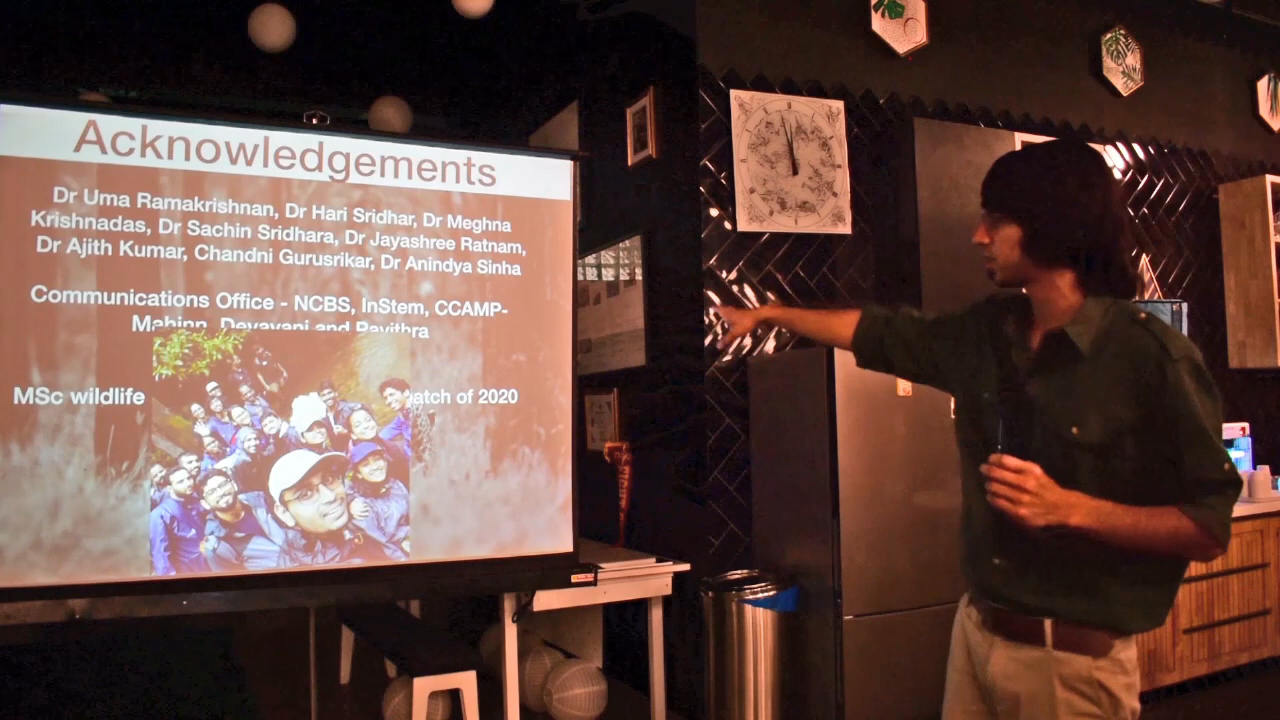 Acknowledgements
Dr Uma Ramakrishnan, Dr Hari Sridhar, Dr Meghna
Krishnadas, Dr Sachin Sridhara, Dr Jayashree Ratnam,
Dr Ajith Kumar, Chandni Gurusrikar, Dr Anindya Sinha
Communications Office - NCBS, InStem, CCAMP-
Mahinn, Devayani and Pavithra
MSc wildlife atch of 2020